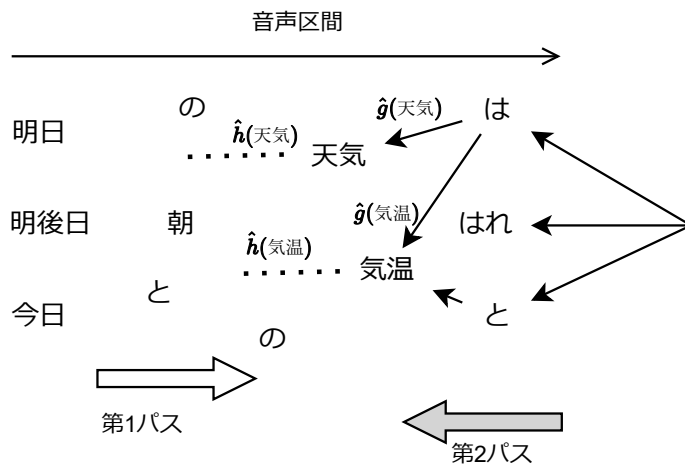 音声区間
の
ĝ(天気)
は
明日
ĥ(天気)
天気
ĝ(気温)
明後日
朝
はれ
ĥ(気温)
気温
と
今日
と
の
第1パス
第2パス